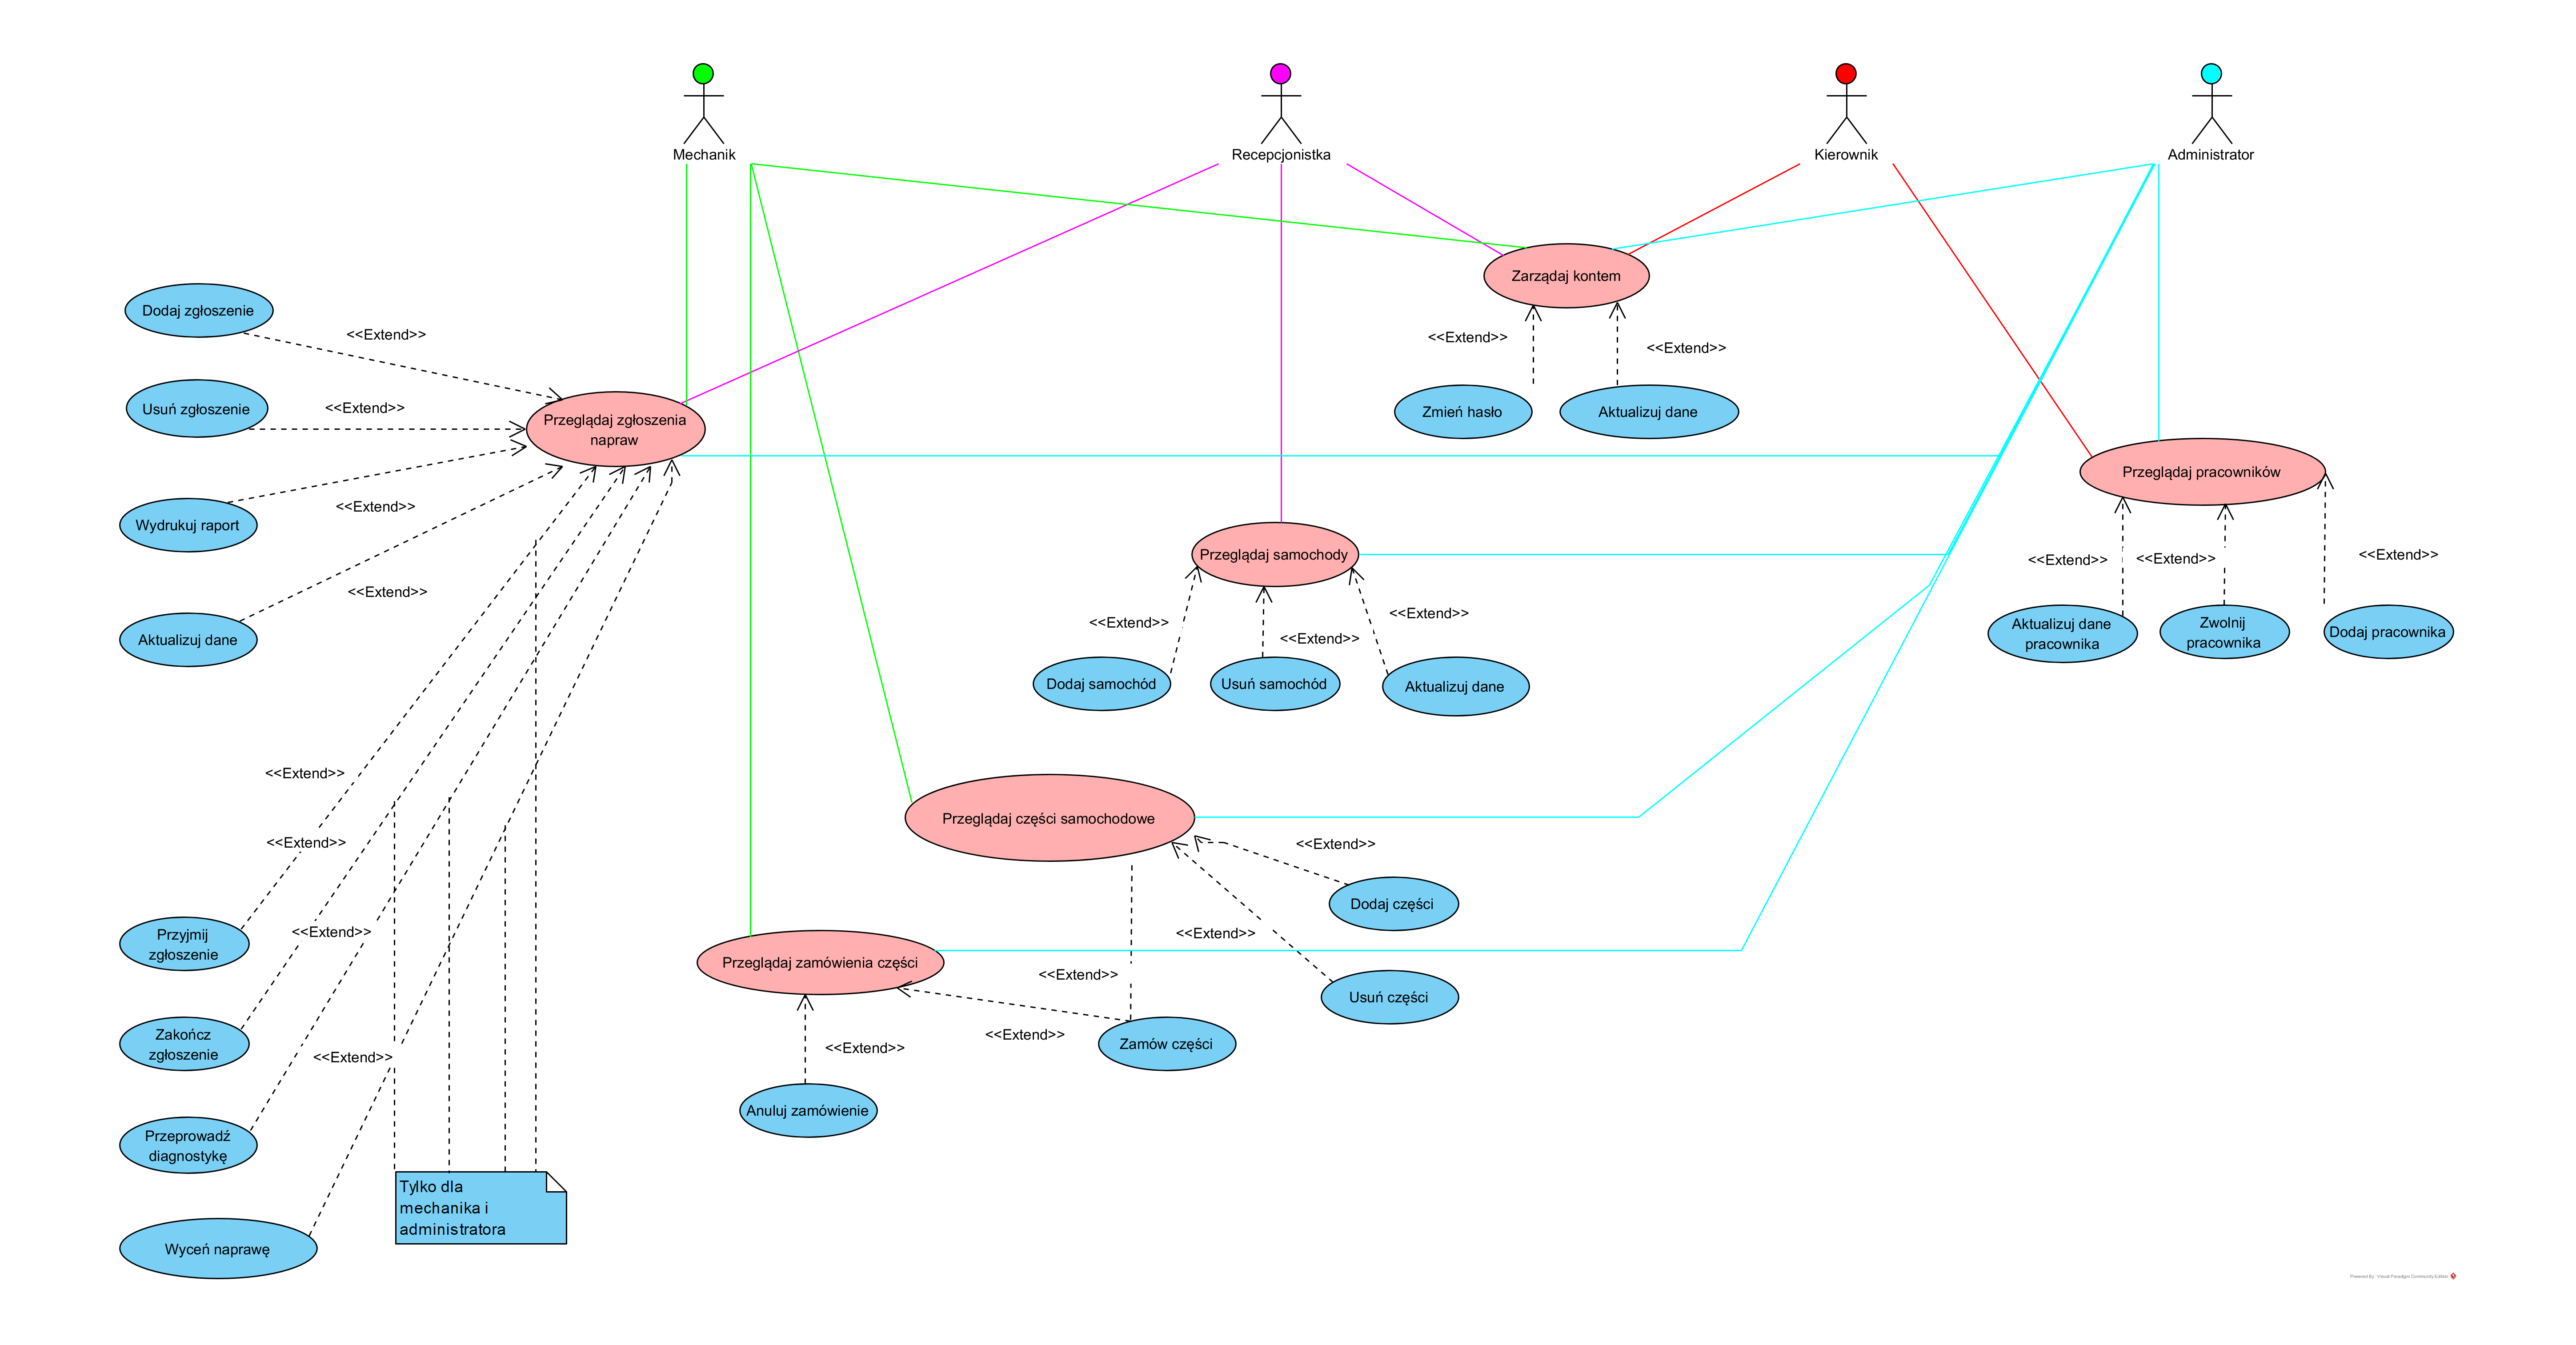 Mechanik
Recepcjonistka
Kierownik
Administrator
Zarządaj kontem
Dodaj zgłoszenie
<<Extend>>
<<Extend>>
<<Extend>>
Usuń zgłoszenie
<<Extend>>
Przeglądaj zgłoszenia
napraw
Zmień hasło
Aktualizuj dane
Przeglądaj pracowników
Wydrukuj raport
<<Extend>>
Przeglądaj samochody
<<Extend>>
<<Extend>>
<<Extend>>
<<Extend>>
Aktualizuj dane
<<Extend>>
<<Extend>>
<<Extend>>
Aktualizuj dane
pracownika
Zwolnij
pracownika
Dodaj pracownika
Dodaj samochód
Usuń samochód
Aktualizuj dane
<<Extend>>
Przeglądaj części samochodowe
<<Extend>>
<<Extend>>
Dodaj części
<<Extend>>
<<Extend>>
Przyjmij
zgłoszenie
Przeglądaj zamówienia części
<<Extend>>
Usuń części
Zakończ
zgłoszenie
<<Extend>>
<<Extend>>
<<Extend>>
Zamów części
Anuluj zamówienie
Przeprowadź
diagnostykę
Tylko dla
mechanika i
administratora
Wyceń naprawę
Powered By Visual Paradigm Community Edition